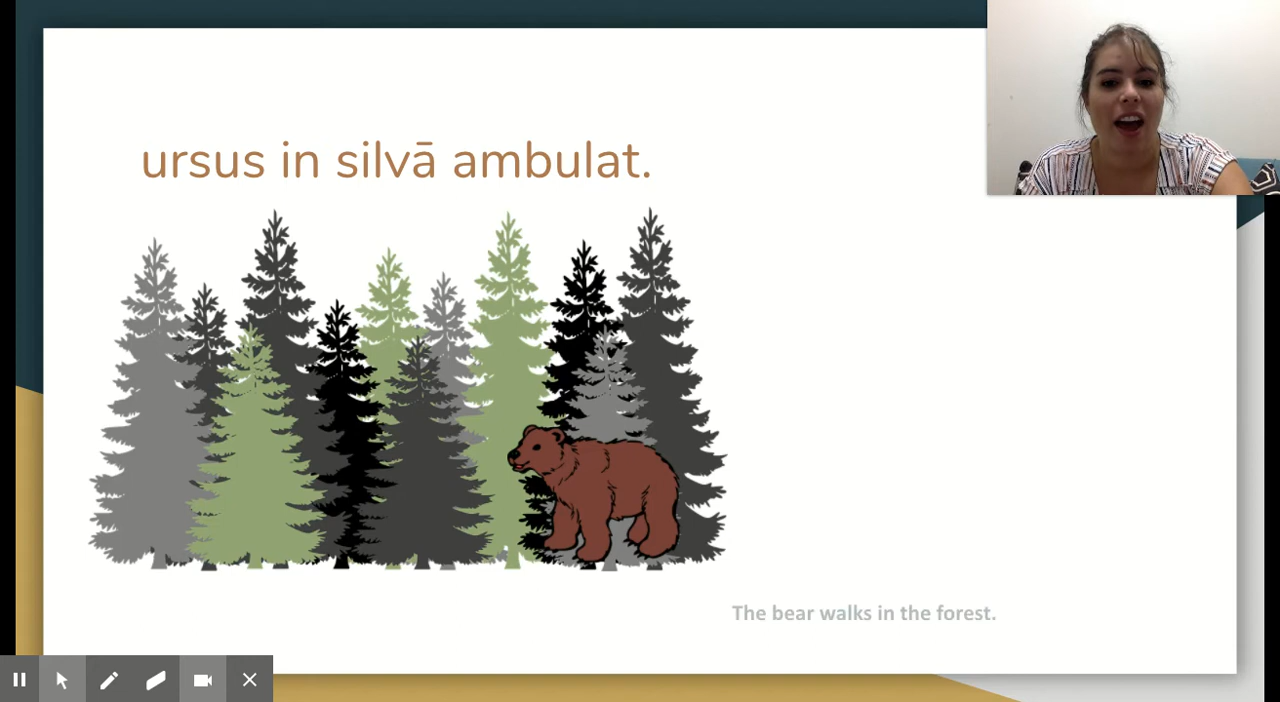 ursus in silvā ambulat.
The bear walks in the forest.